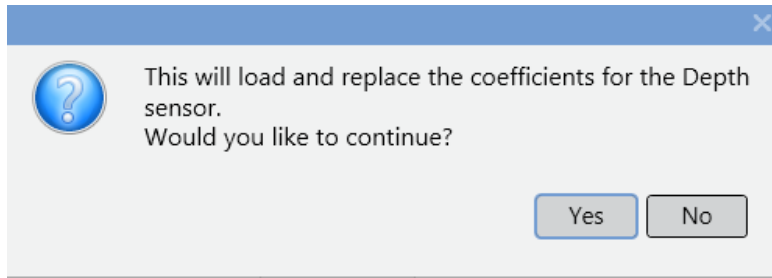 This will load and replace the coefficients for the Depth
sensor.
Would you like to continue?
Yes
No